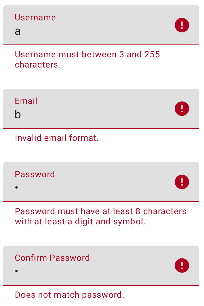 Username
a
Username must between 3 and 255
characters.
Email
b
Invalid email format.
Password
•
Password must have at least 8 characters
with at least a digit and symbol.
Confirm Password
•
Does not match password.